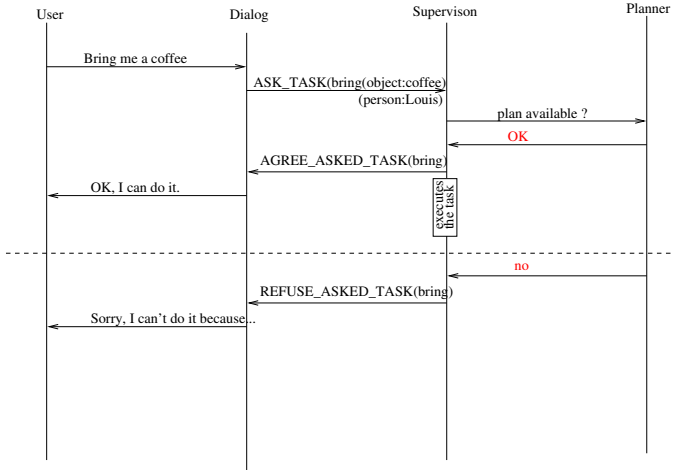 User
Dialog
Supervison
Planner
Bring me a coffee
ASK_TASK(bring(object:coffee)
(person:Louis)
plan available ?
OK
AGREE_ASKED_TASK(bring)
OK, I can do it.
executes
the task
no
REFUSE_ASKED_TASK(bring)
Sorry, I can't do it because...